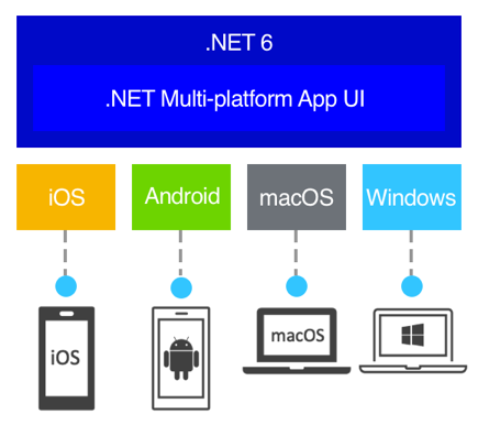 .NET 6
.NET Multi-platform App UI
iOS
Android
macOS
Windows
iOS
macOS